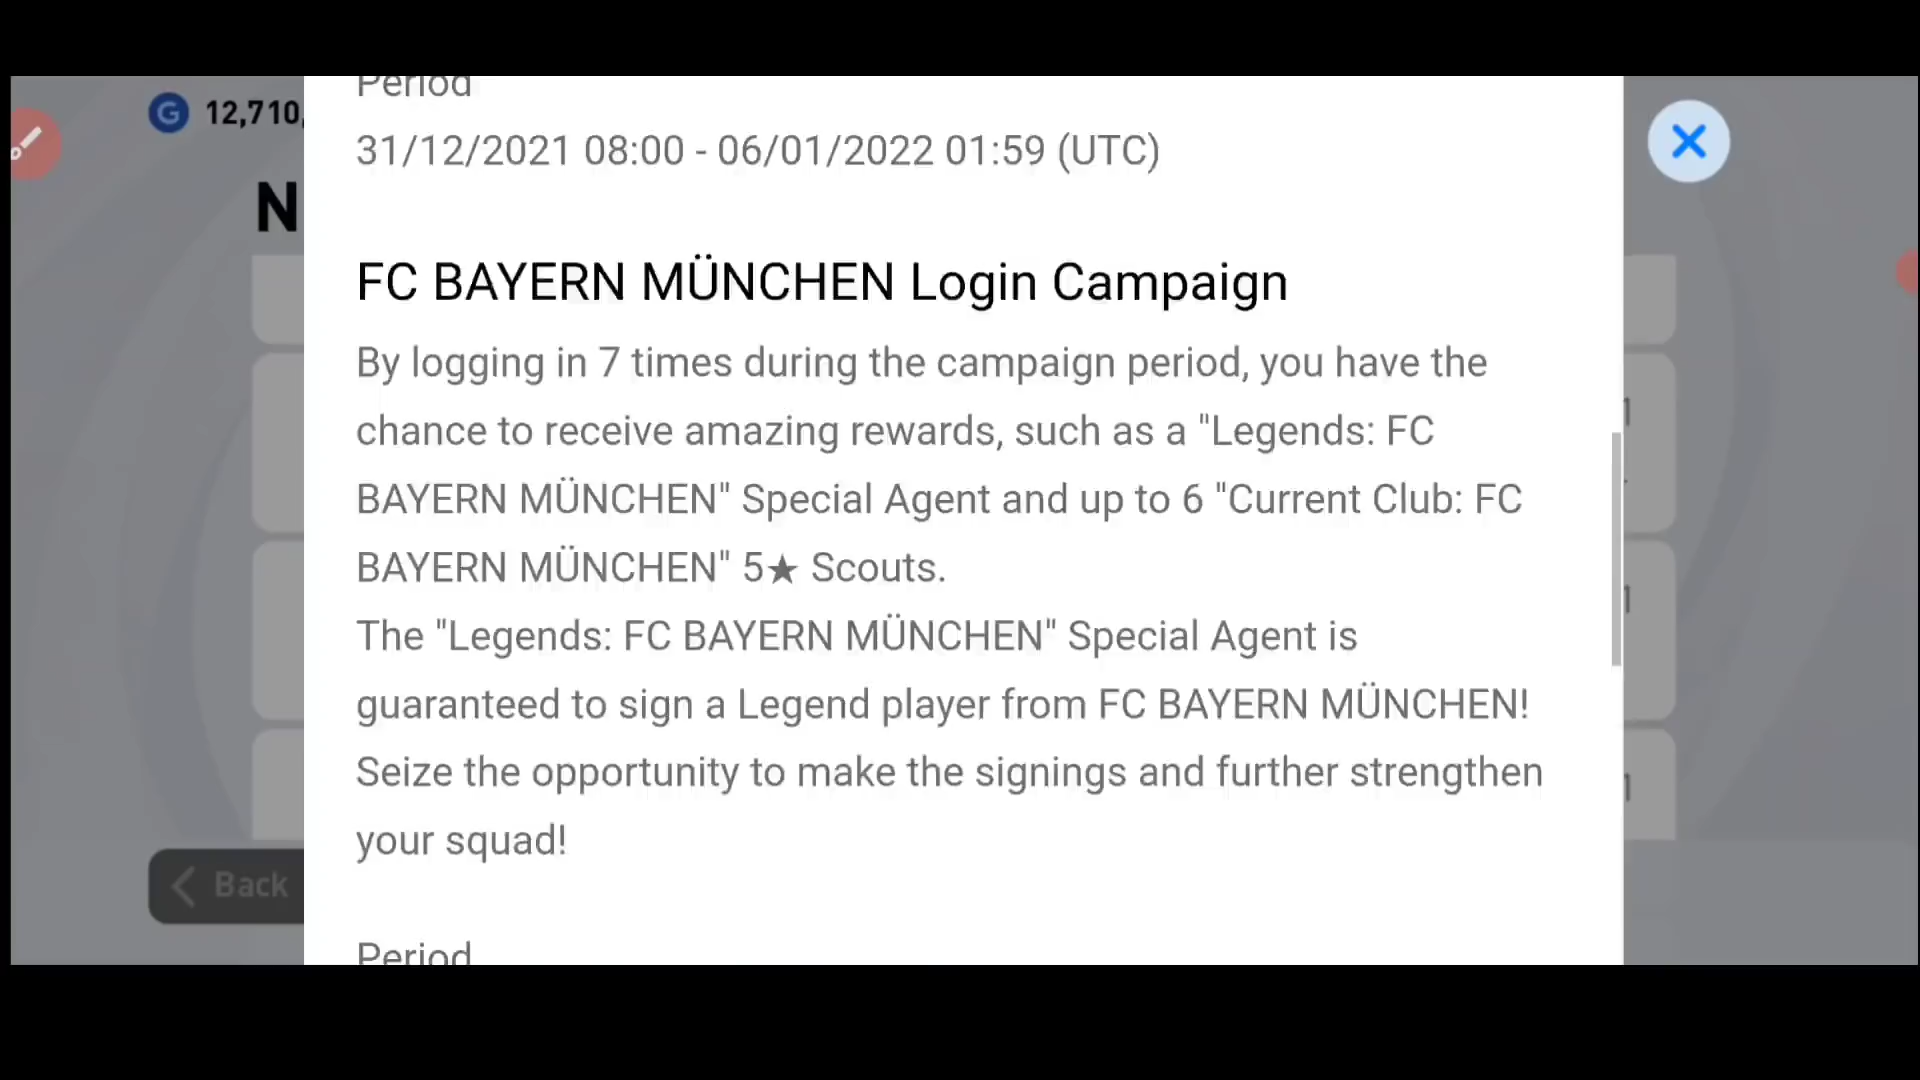 Period
12,710,
31/12/2021 08:00 - 06/01/2022 01:59 (UTC)
N
FC BAYERN MÜNCHEN Login Campaign
By logging in 7 times during the campaign period, you have the
chance to receive amazing rewards, such as a "Legends: FC
BAYERN MÜNCHEN" Special Agent and up to 6 "Current Club: FC
BAYERN MÜNCHEN" 5★ Scouts.
The "Legends: FC BAYERN MÜNCHEN" Special Agent is
guaranteed to sign a Legend player from FC BAYERN MÜNCHEN!
Seize the opportunity to make the signings and further strengthen
your squad!
Back
Period